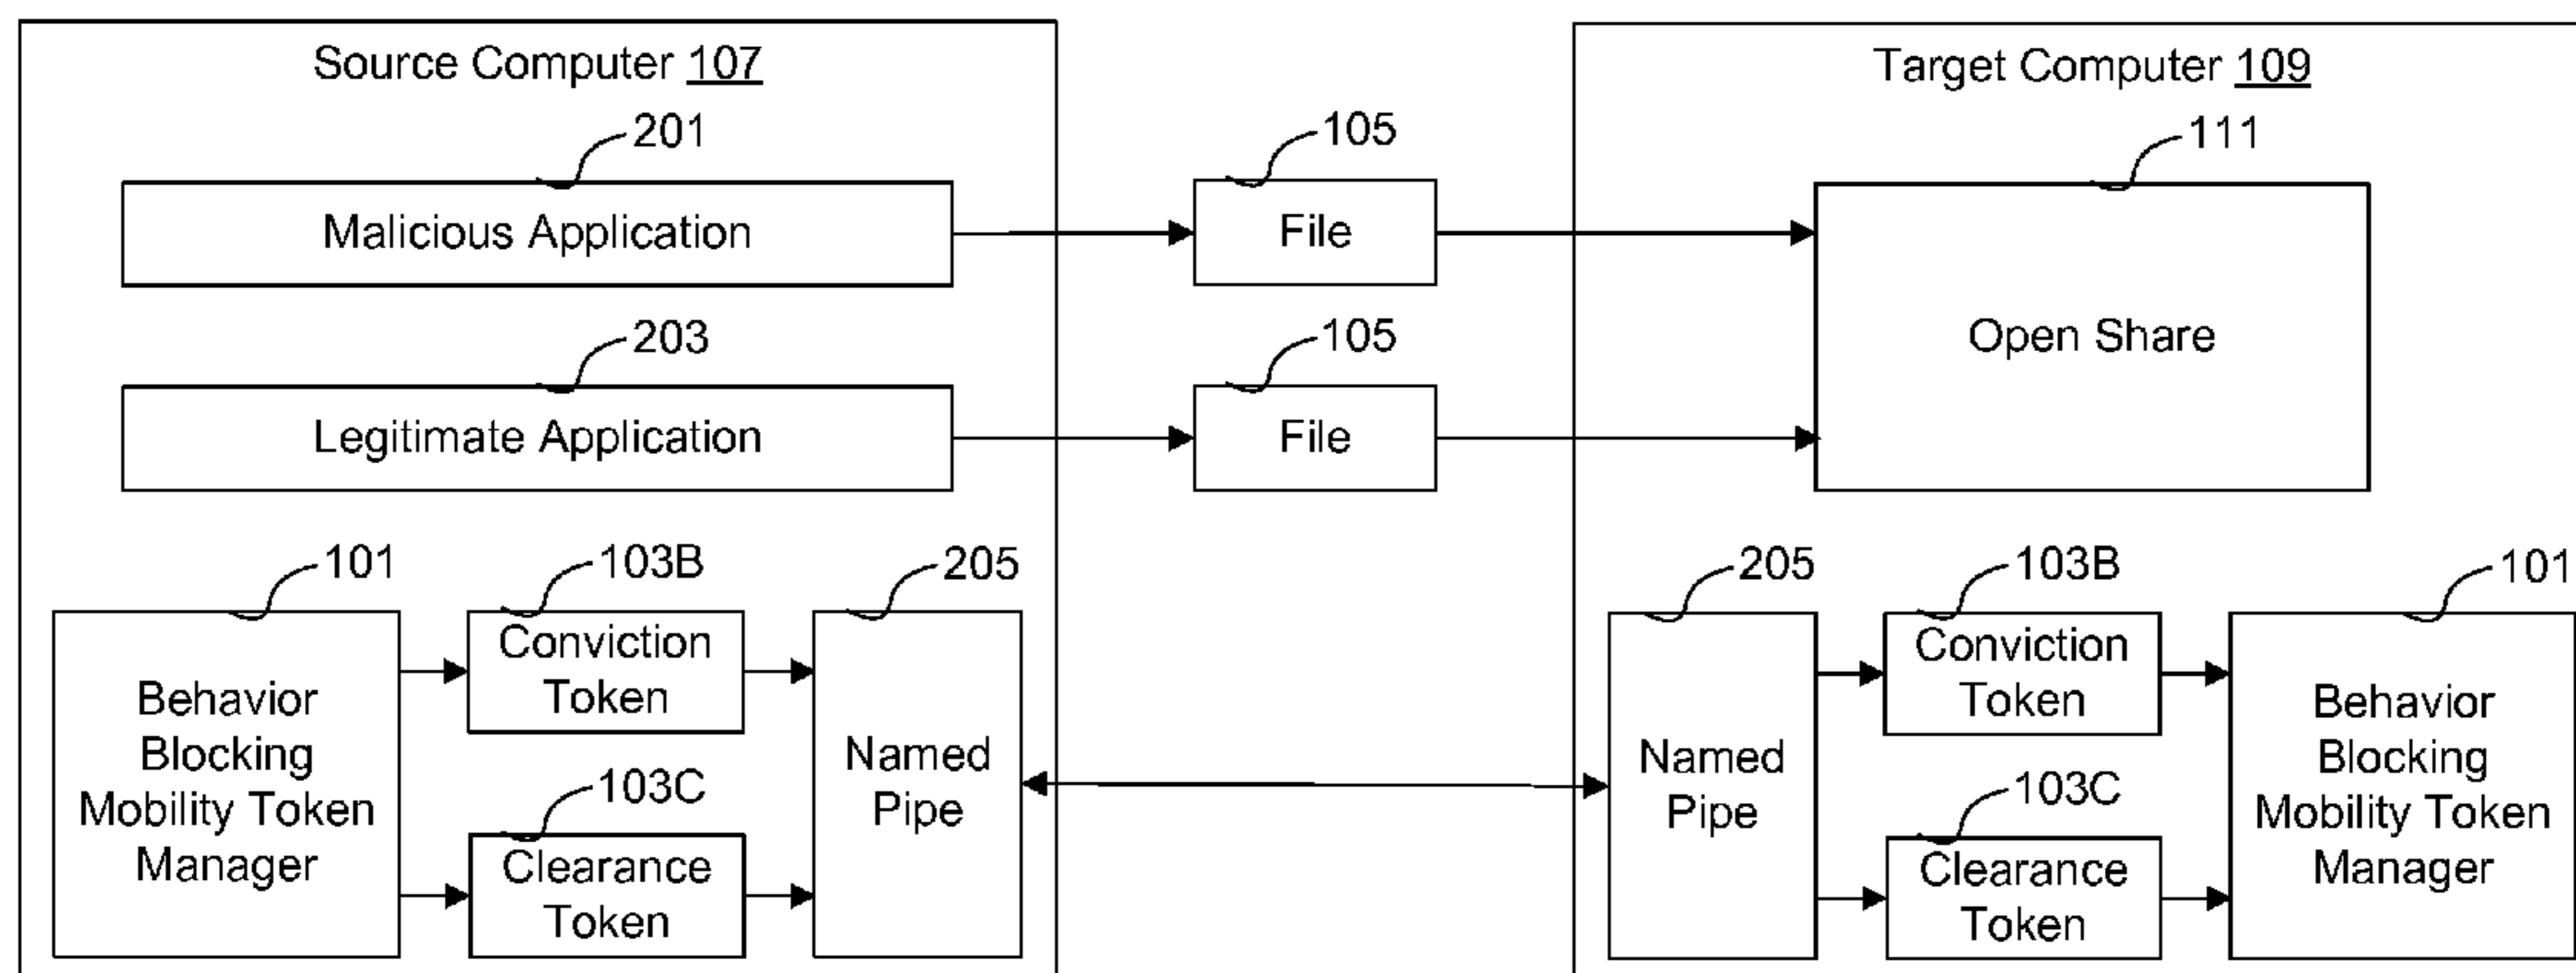 Source Computer 107
Target Computer 109
201
105
111
Malicious Application
File
Open Share
203
105
Legitimate Application
File
101
103B
205
205
103B
101
Behavior
Blocking
Mobility Token
Manager
Conviction
Token
103C
Clearance
Token
Named
Pipe
Named
Pipe
Conviction
Token
103C
Clearance
Token
Behavior
Blocking
Mobility Token
Manager